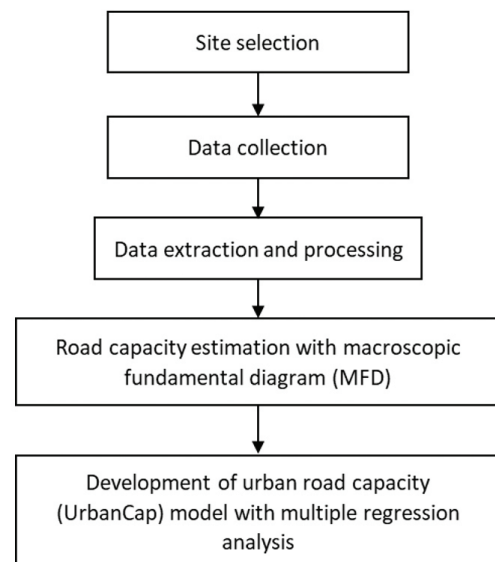 Site selection
Data collection
Data extraction and processing
Road capacity estimation with macroscopic
fundamental diagram (MFD)
Development of urban road capacity
(UrbanCap) model with multiple regression
analysis